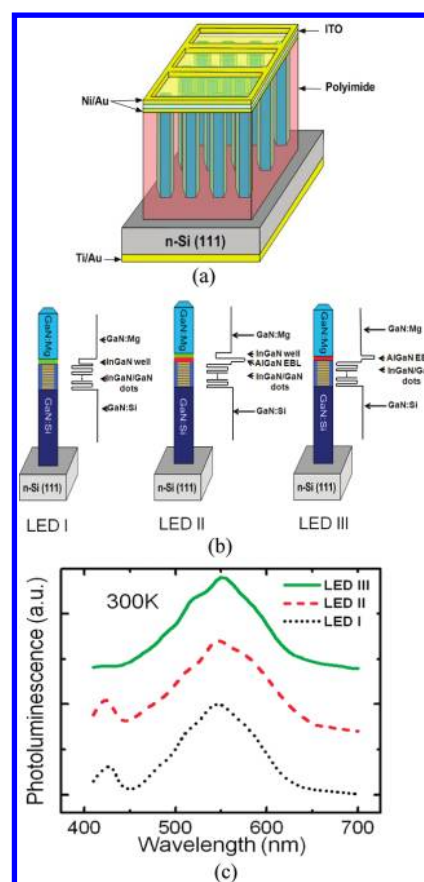 ITO
Polyimide
Ni/Au
n-Si (111)
Ti/Au
(a)
GaN:Mg
GaN:Mg
InGaN well
InGaN/GaN
dots
GaN:Si
GaN:Si
n-Si (111)
LED I
GaN:Mg
GaN:Mg
InGaN well
AlGaN EBL
InGaN/GaN
dots
GaN:Si
GaN:Si
n-Si (111)
LED II
GaN:Mg
GaN:Mg
AlGaN EBL
InGaN/GaN
dots
GaN:Si
GaN:Si
n-Si (111)
LED III
(b)
300K
LED III
LED II
LED I
Photoluminescence (a.u.)
400 500 600 700
Wavelength (nm)
(c)